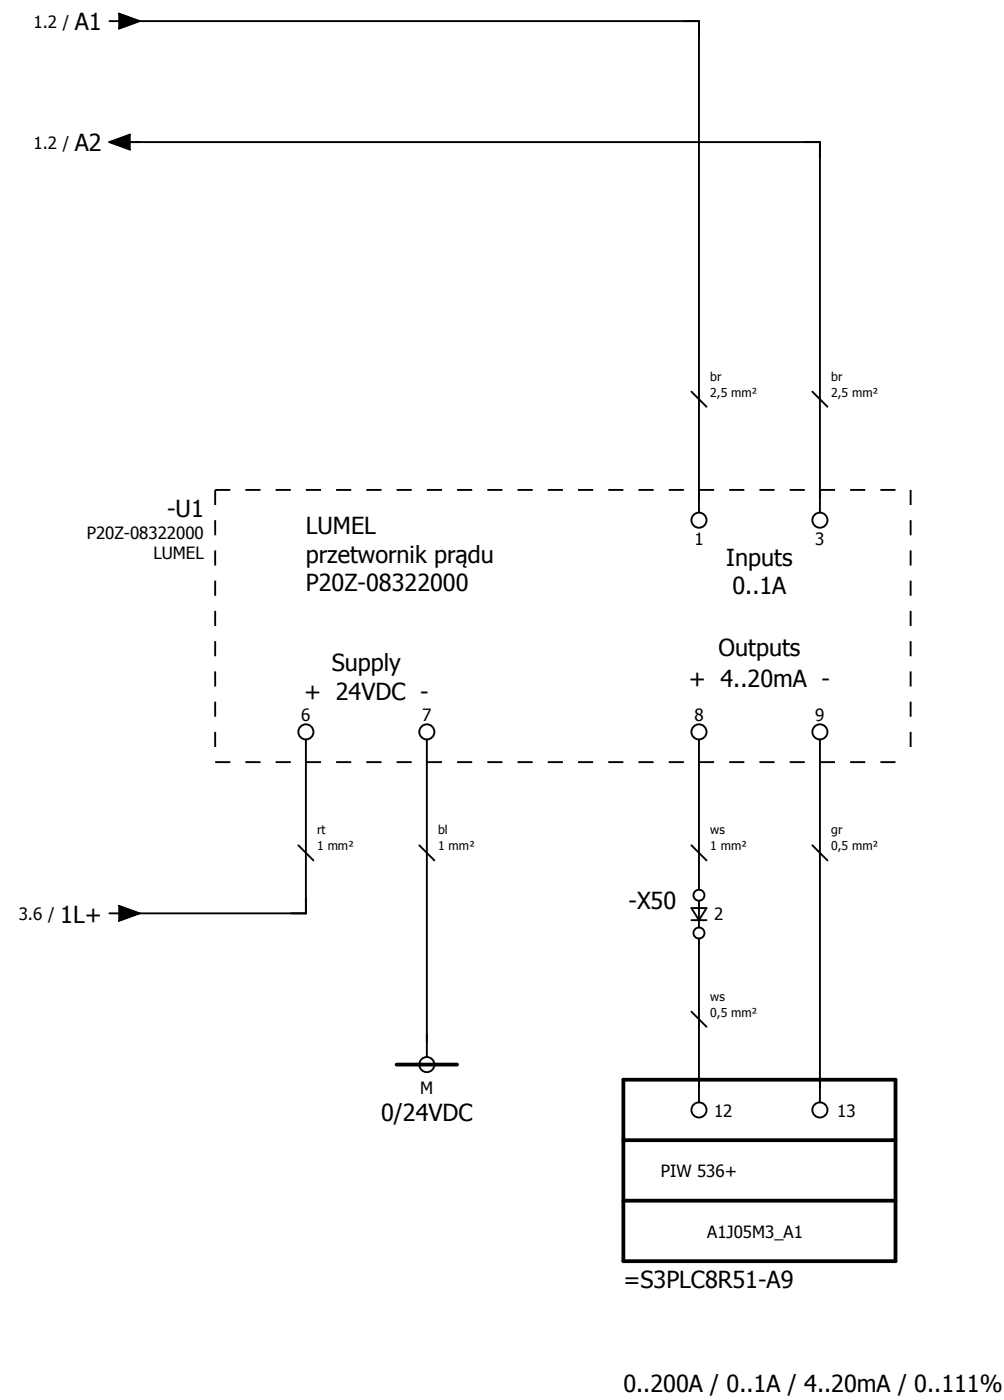 1.2 / A1
1.2 / A2
br
2,5 mm²
br
2,5 mm²
-U1
P20Z-08322000
LUMEL
LUMEL
przetwornik prądu
P20Z-08322000
1
3
Inputs
0..1A
Supply
+ 24VDC -
6
7
Outputs
+ 4..20mA -
8
9
rt
1 mm²
bl
1 mm²
ws
1 mm²
gr
0,5 mm²
3.6 / 1L+
-X50
2
ws
0,5 mm²
M
0/24VDC
12
13
PIW 536+
A1J05M3_A1
=S3PLC8R51-A9
0..200A / 0..1A / 4..20mA / 0..111%